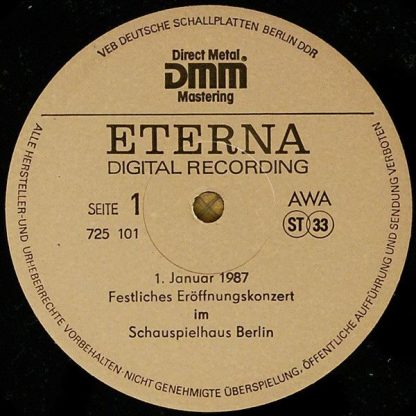 VEB DEUTSCHE SCHALLPLATTEN BERLIN DDR
Direct Metal
DMM®
Mastering
ETERNA
DIGITAL RECORDING
SEITE 1
725 101
AWA
ST 33
1. Januar 1987
Festliches Eröffnungskonzert
im
Schauspielhaus Berlin
ALLE HERSTELLER-UND URHEBERRECHTE VORBEHALTEN·NICHT GENEHMIGTE ÜBERSPIELUNG, ÖFFENTLICHE AUFFÜHRUNG UND SENDUNG VERBOTEN